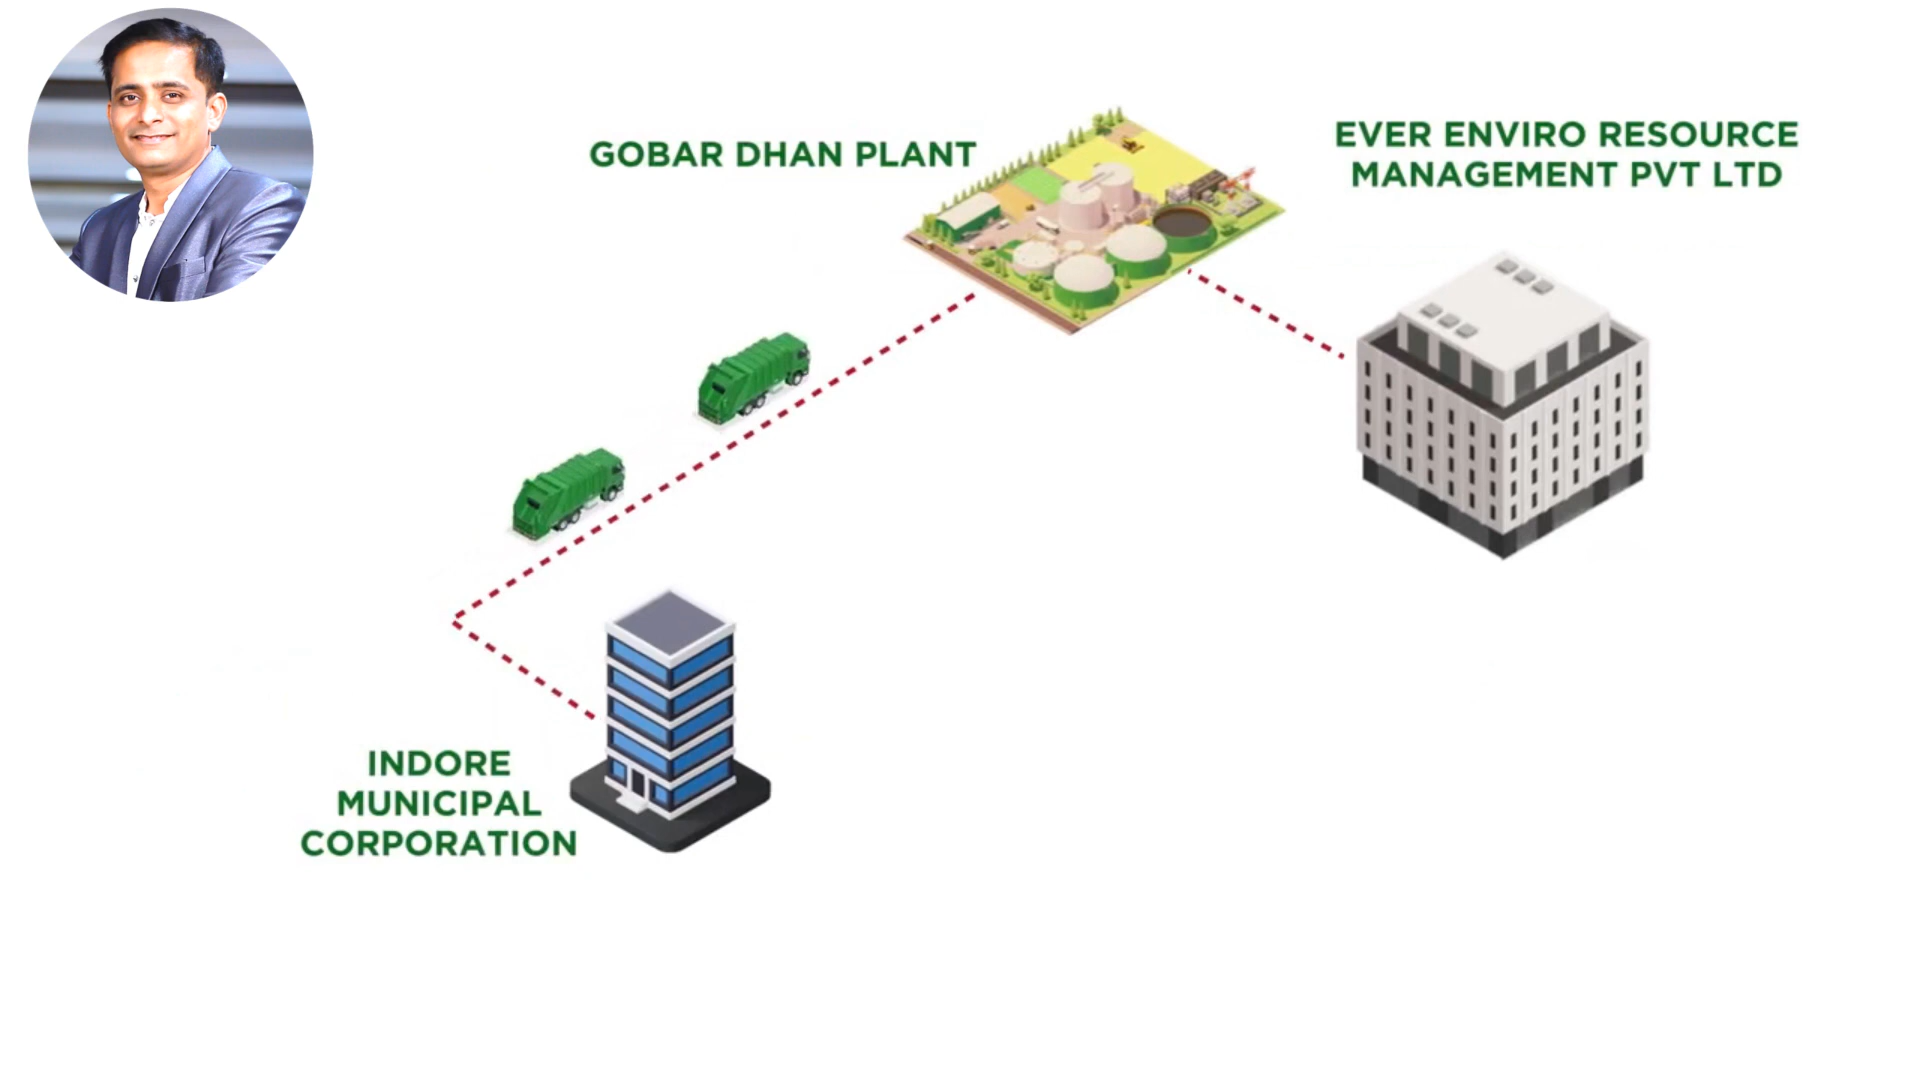 GOBAR DHAN PLANT
EVER ENVIRO RESOURCE
MANAGEMENT PVT LTD
INDORE
MUNICIPAL
CORPORATION